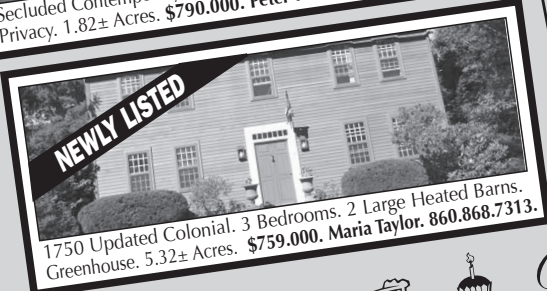 Secluded
Privacy. 1.82± Acres. $790.000. Peter
NEWLY LISTED
1750 Updated Colonial. 3 Bedrooms. 2 Large Heated Barns.
Greenhouse. 5.32± Acres. $759.000. Maria Taylor. 860.868.7313.